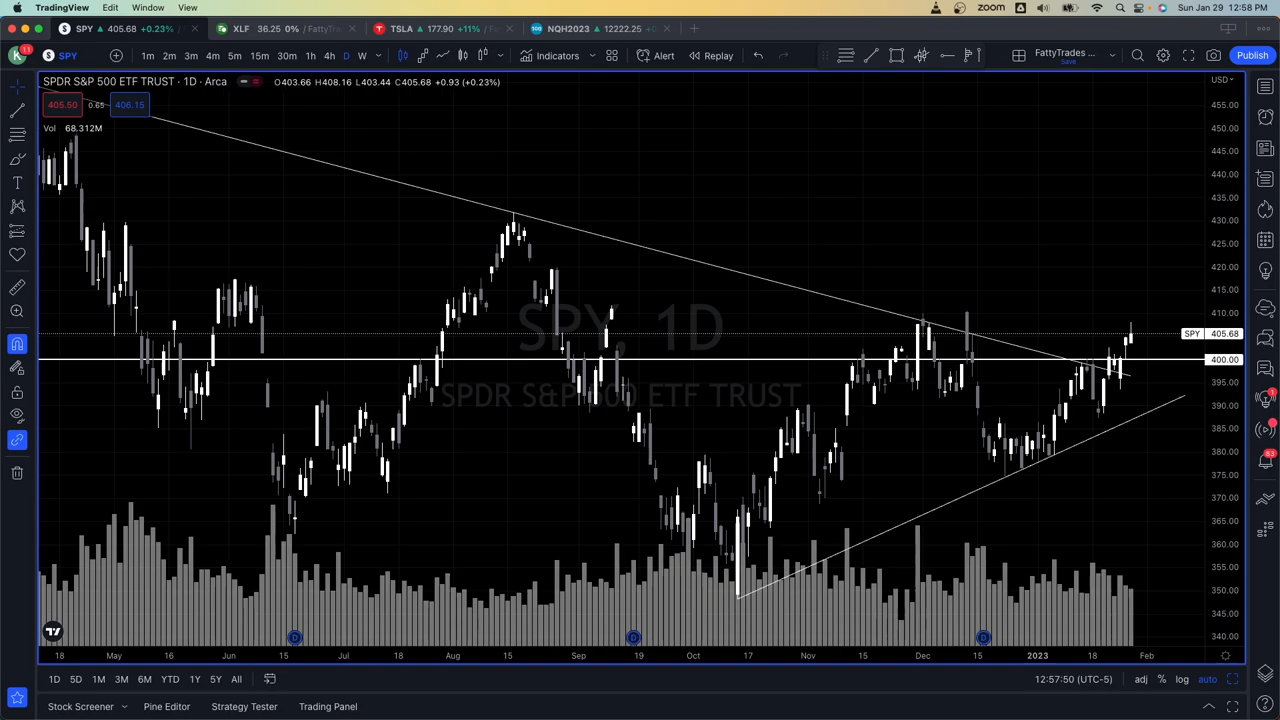 TradingView Edit Window View zoom Sun Jan 29 12:58 PM
SPY ▲ 405.68 +0.23% / XLF 36.25 0% / FattyTr TSLA ▲ 177.90 +11% / FattyTrades NQH2023 ▲ 12222.25
K 11 SPY 1m 2m 3m 5m 15m 30m 1h 4h D W Indicators Alert Replay FattyTrades ... Save Publish
SPDR S&P 500 ETF TRUST · 1D · Arca O403.66 H408.16 L403.44 C405.68 +0.93 (+0.23%) USD
405.50 0.65 406.15
Vol 68.312M
455.00
450.00
445.00
440.00
435.00
430.00
425.00
420.00
415.00
410.00
SPY, 1D
SPY 405.68
400.00
SPDR S&P 500 ETF TRUST
395.00
390.00
385.00
380.00
375.00
370.00
365.00
360.00
355.00
350.00
345.00
340.00
1
83
D D D
18 May 16 Jun 15 Jul 18 Aug 15 Sep 19 Oct 17 Nov 15 Dec 15 2023 18 Feb
1D 5D 1M 3M 6M YTD 1Y 5Y All 12:57:50 (UTC-5) adj % log auto
Stock Screener Pine Editor Strategy Tester Trading Panel